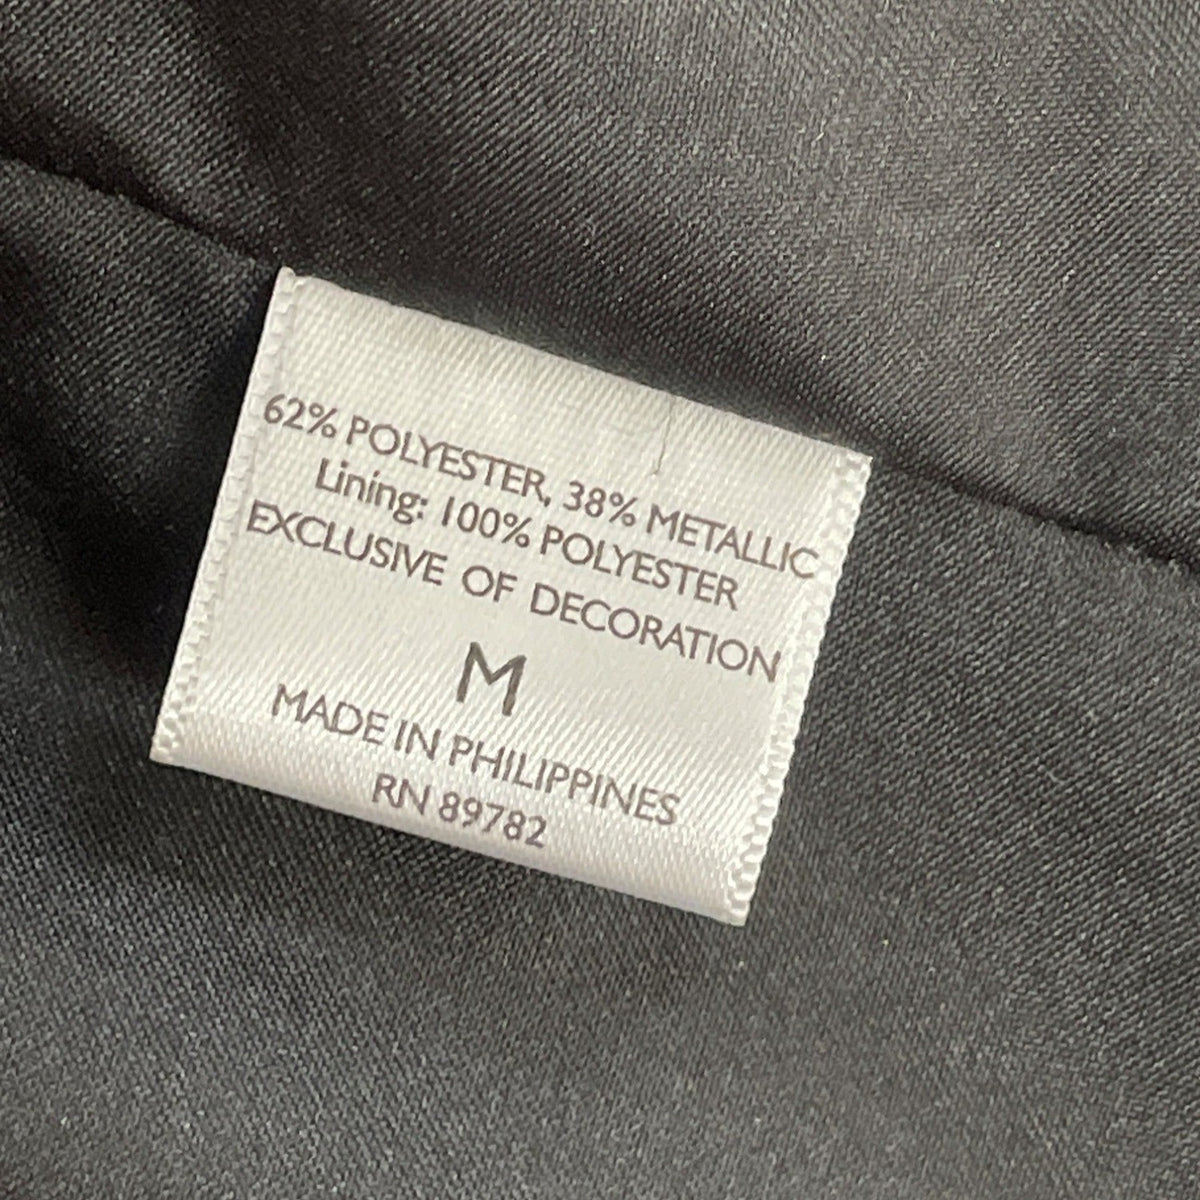 62% POLYESTER, 38% METALLIC
Lining: 100% POLYESTER
EXCLUSIVE OF DECORATION
M
MADE IN PHILIPPINES
RN 89782